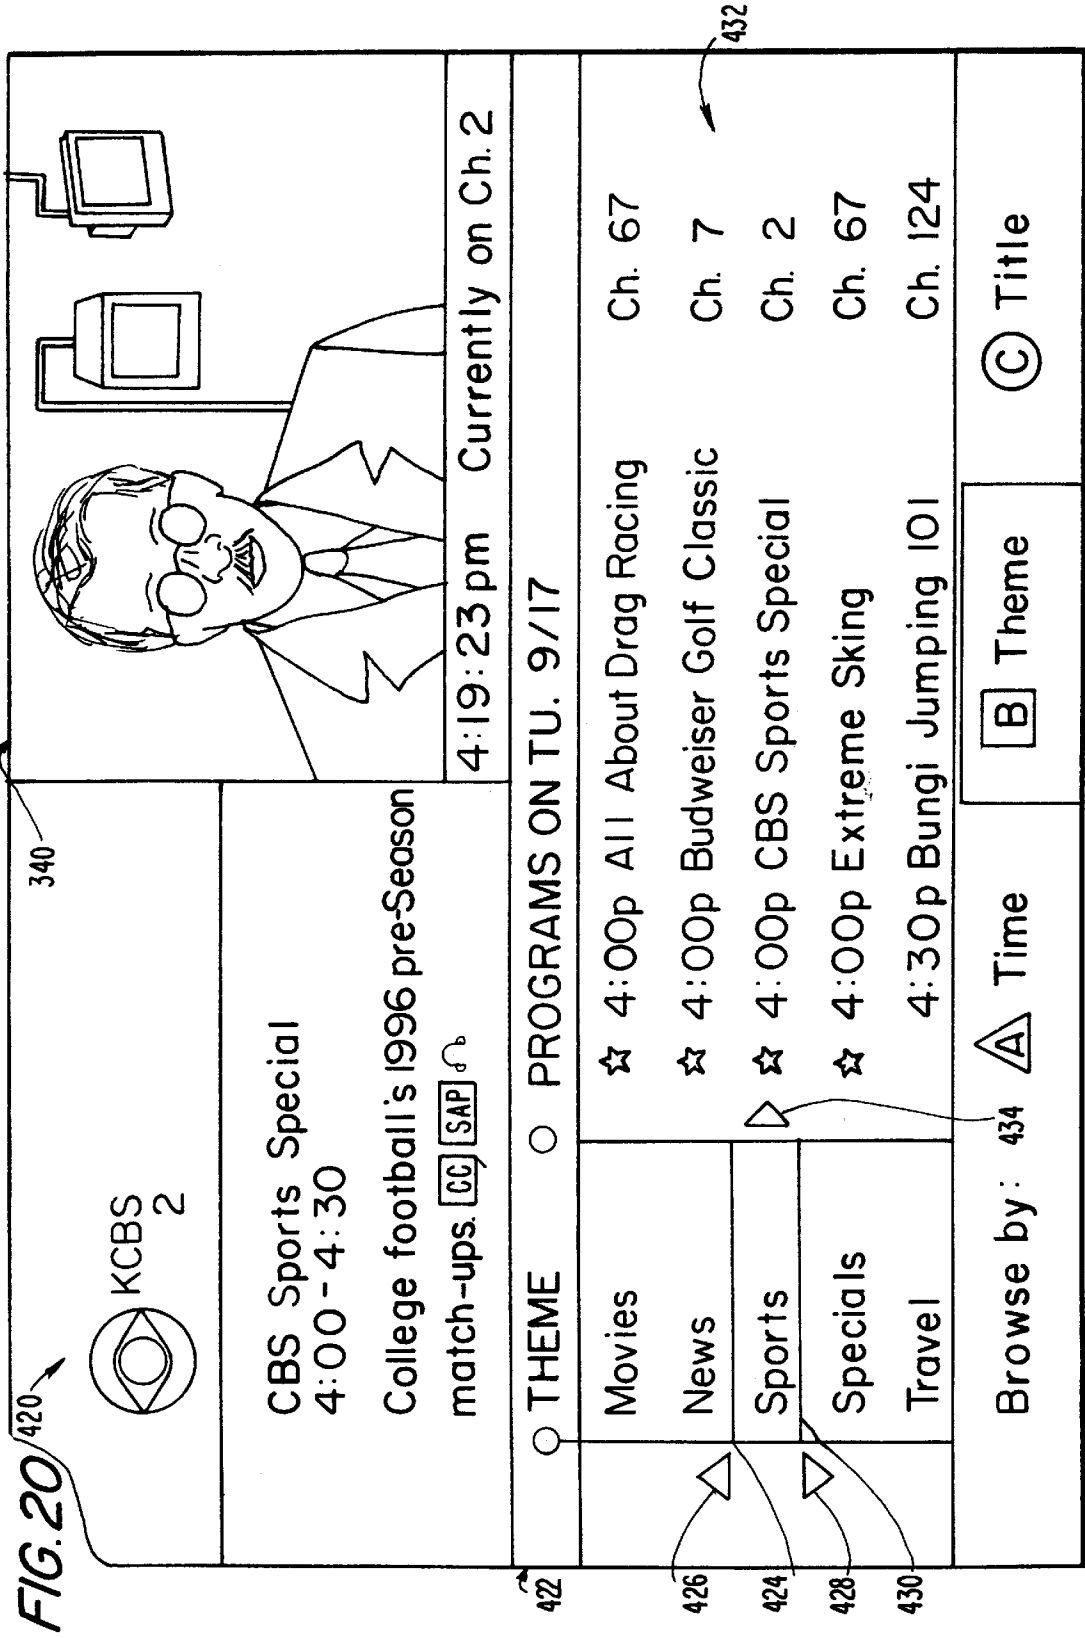 FIG. 20
420
340
KCBS
2
CBS Sports Special
4:00 - 4:30
College football's 1996 pre-Season
match-ups. CC SAP
4:19:23pm Currently on Ch. 2
422
THEME
PROGRAMS ON TU. 9/17
432
Movies
News
Sports
Specials
Travel
☆ 4:00p All About Drag Racing Ch. 67
☆ 4:00p Budweiser Golf Classic Ch. 7
☆ 4:00p CBS Sports Special Ch. 2
☆ 4:00p Extreme Sking Ch. 67
4:30p Bungi Jumping 101 Ch. 124
426
424
428
430
434
Browse by: A Time B Theme C Title